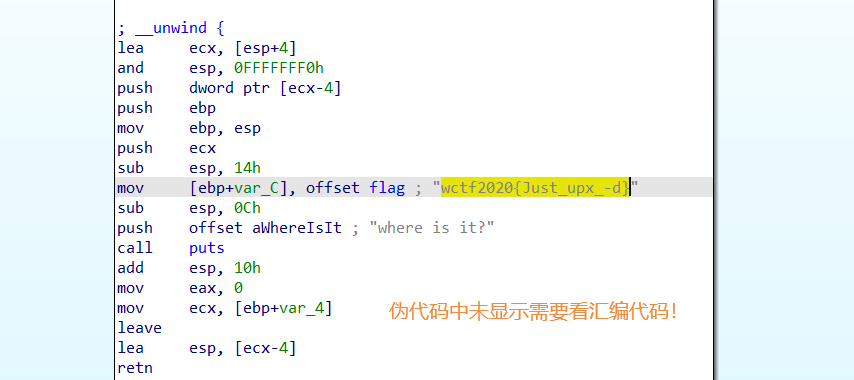 ; __unwind {
lea     ecx, [esp+4]
and     esp, 0FFFFFFF0h
push    dword ptr [ecx-4]
push    ebp
mov     ebp, esp
push    ecx
sub     esp, 14h
mov     [ebp+var_C], offset flag ; "wctf2020{Just_upx_-d}"
sub     esp, 0Ch
push    offset aWhereIsIt ; "where is it?"
call    puts
add     esp, 10h
mov     eax, 0
mov     ecx, [ebp+var_4]
伪代码中未显示需要看汇编代码！
leave
lea     esp, [ecx-4]
retn